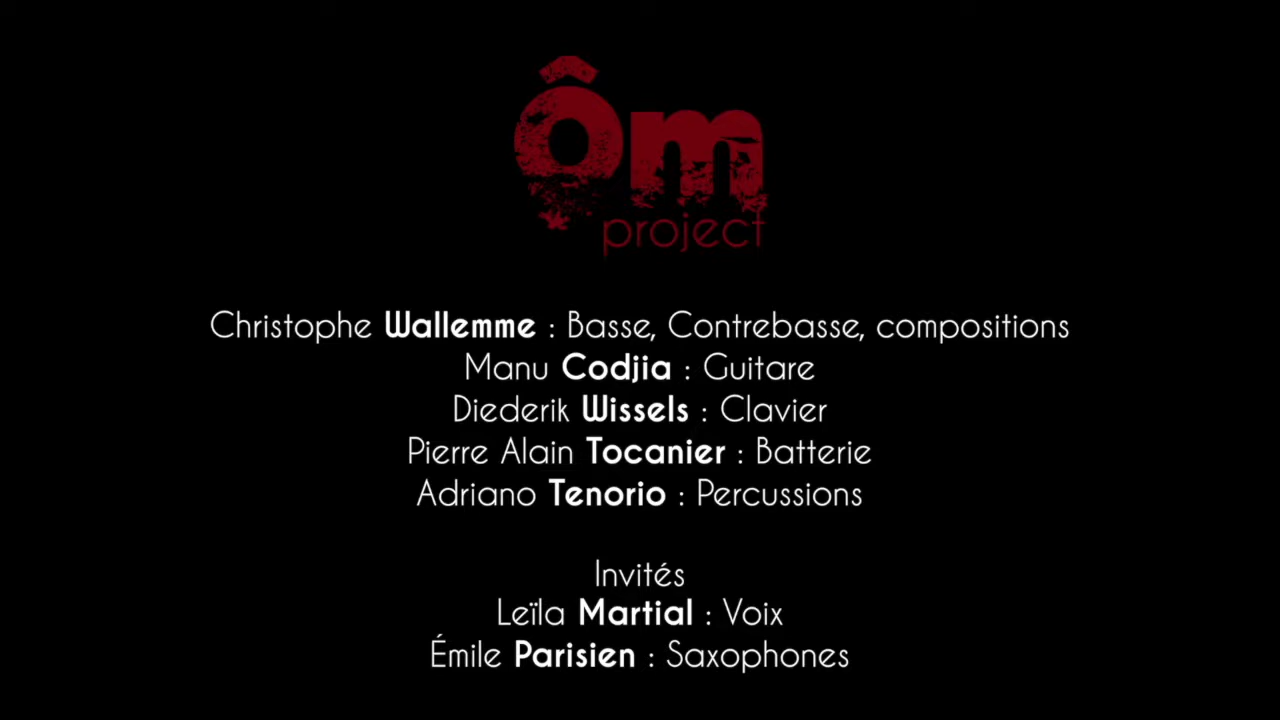 Ôm
project
Christophe Wallemme : Basse, Contrebasse, compositions
Manu Codjia : Guitare
Diederik Wissels : Clavier
Pierre Alain Tocanier : Batterie
Adriano Tenorio : Percussions
Invités
Leïla Martial : Voix
Émile Parisien : Saxophones